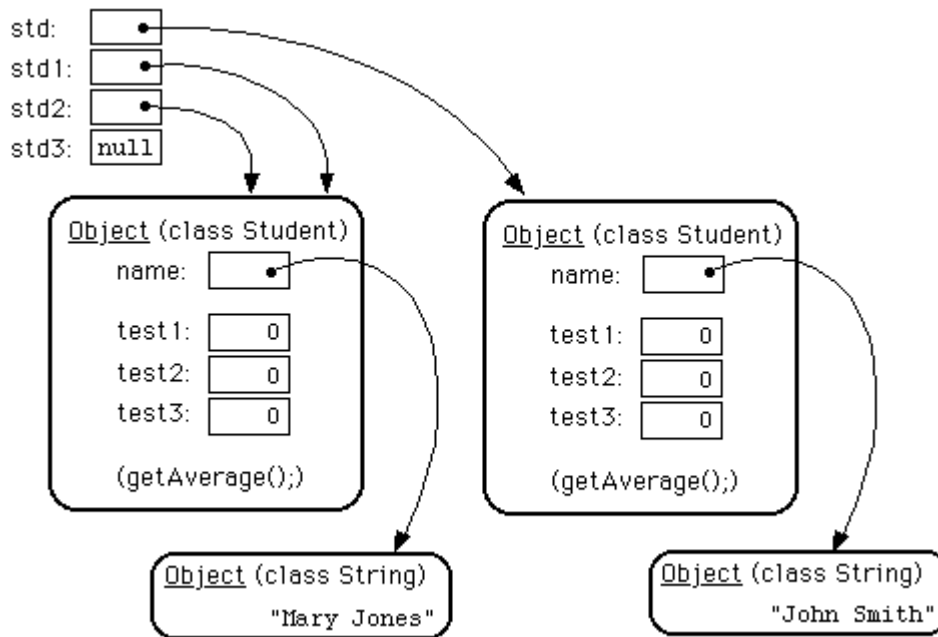 std:
std1:
std2:
std3: null
Object (class Student)
name:
test1: 0
test2: 0
test3: 0
(getAverage();)
Object (class String)
"Mary Jones"
Object (class Student)
name:
test1: 0
test2: 0
test3: 0
(getAverage();)
Object (class String)
"John Smith"